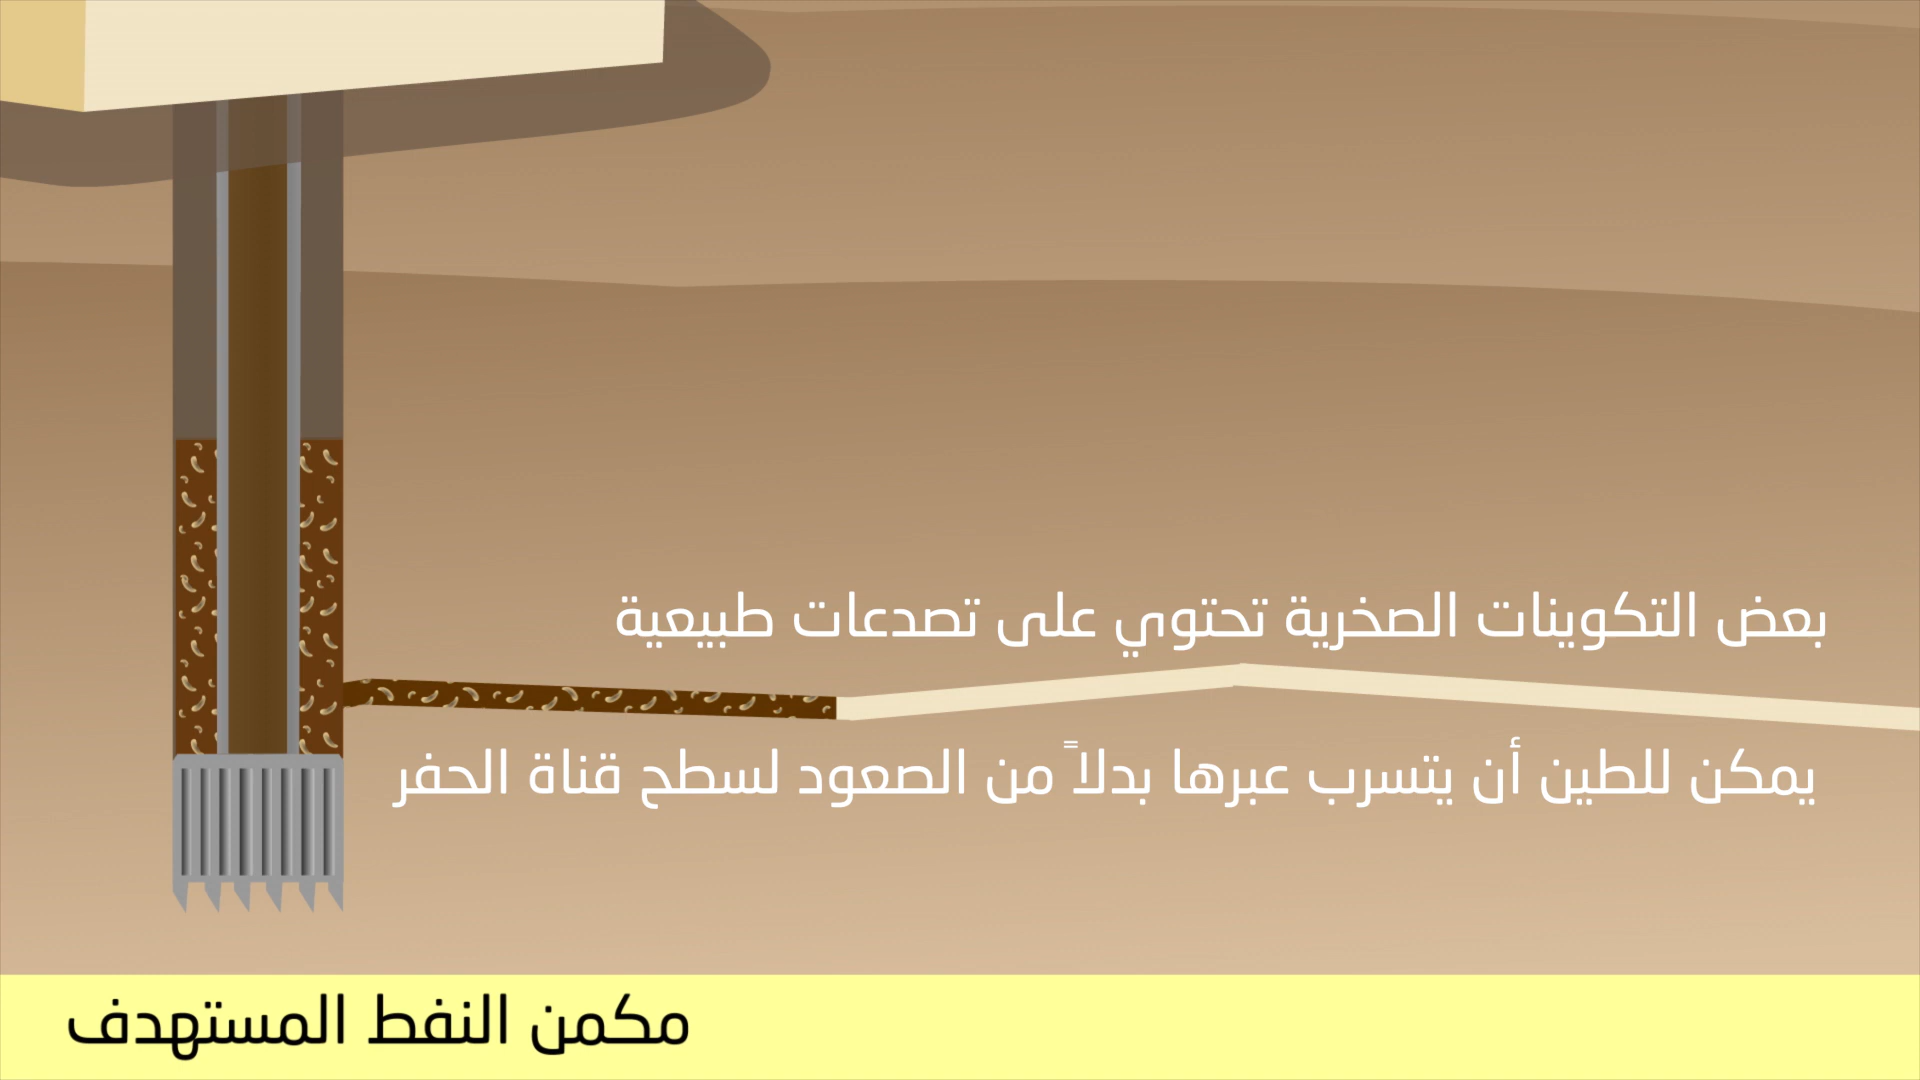 بعض التكوينات الصخرية تحتوي على تصدعات طبيعية
يمكن للطين أن يتسرب عبرها بدلاً من الصعود لسطح قناة الحفر
مكمن النفط المستهدف